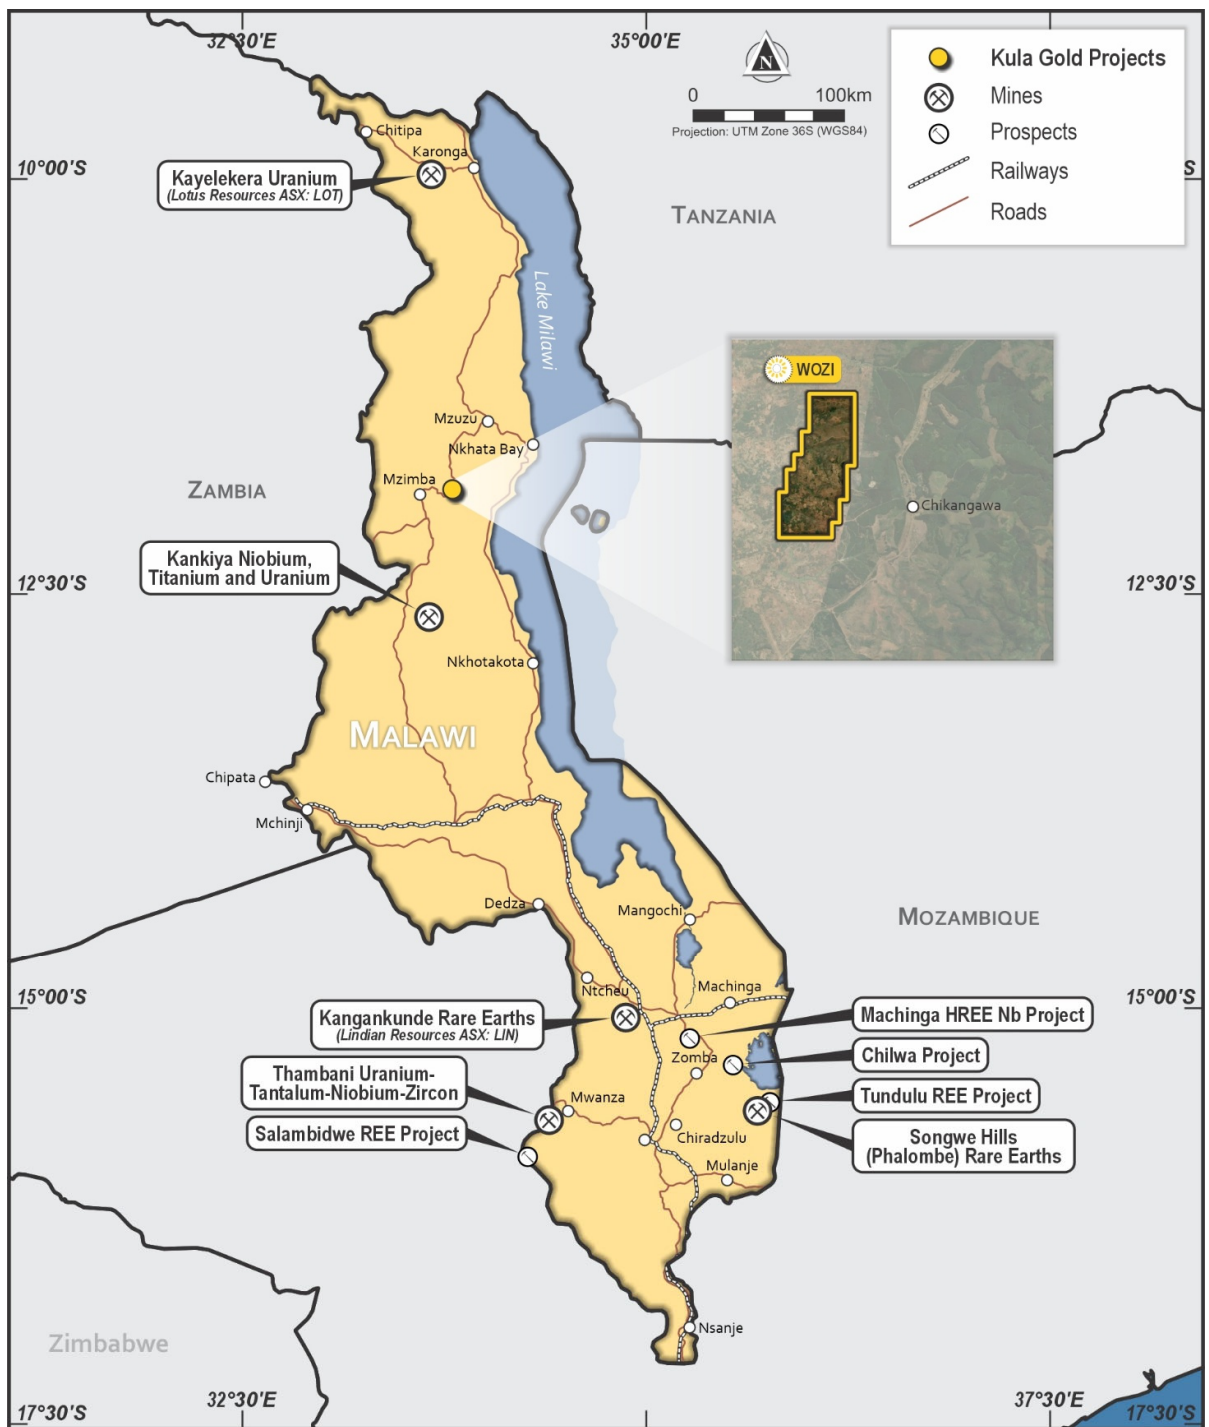 32°30'E
35°00'E
N
0 100km
Projection: UTM Zone 36S (WGS84)
Kula Gold Projects
Mines
Prospects
Railways
Roads
10°00'S
S
Chitipa
Karonga
Kayelekera Uranium
(Lotus Resources ASX: LOT)
TANZANIA
Lake Milawi
WOZI
Chikangawa
Mzuzu
Nkhata Bay
Mzimba
ZAMBIA
Kankiya Niobium,
Titanium and Uranium
12°30'S
12°30'S
Nkhotakota
MALAWI
Chipata
Mchinji
Dedza
Mangochi
MOZAMBIQUE
15°00'S
15°00'S
Ntcheu
Machinga
Kangankunde Rare Earths
(Lindian Resources ASX: LIN)
Machinga HREE Nb Project
Zomba
Chilwa Project
Thambani Uranium-
Tantalum-Niobium-Zircon
Mwanza
Tundulu REE Project
Salambidwe REE Project
Chiradzulu
Songwe Hills
(Phalombe) Rare Earths
Mulanje
Nsanje
Zimbabwe
32°30'E
37°30'E
17°30'S
17°30'S